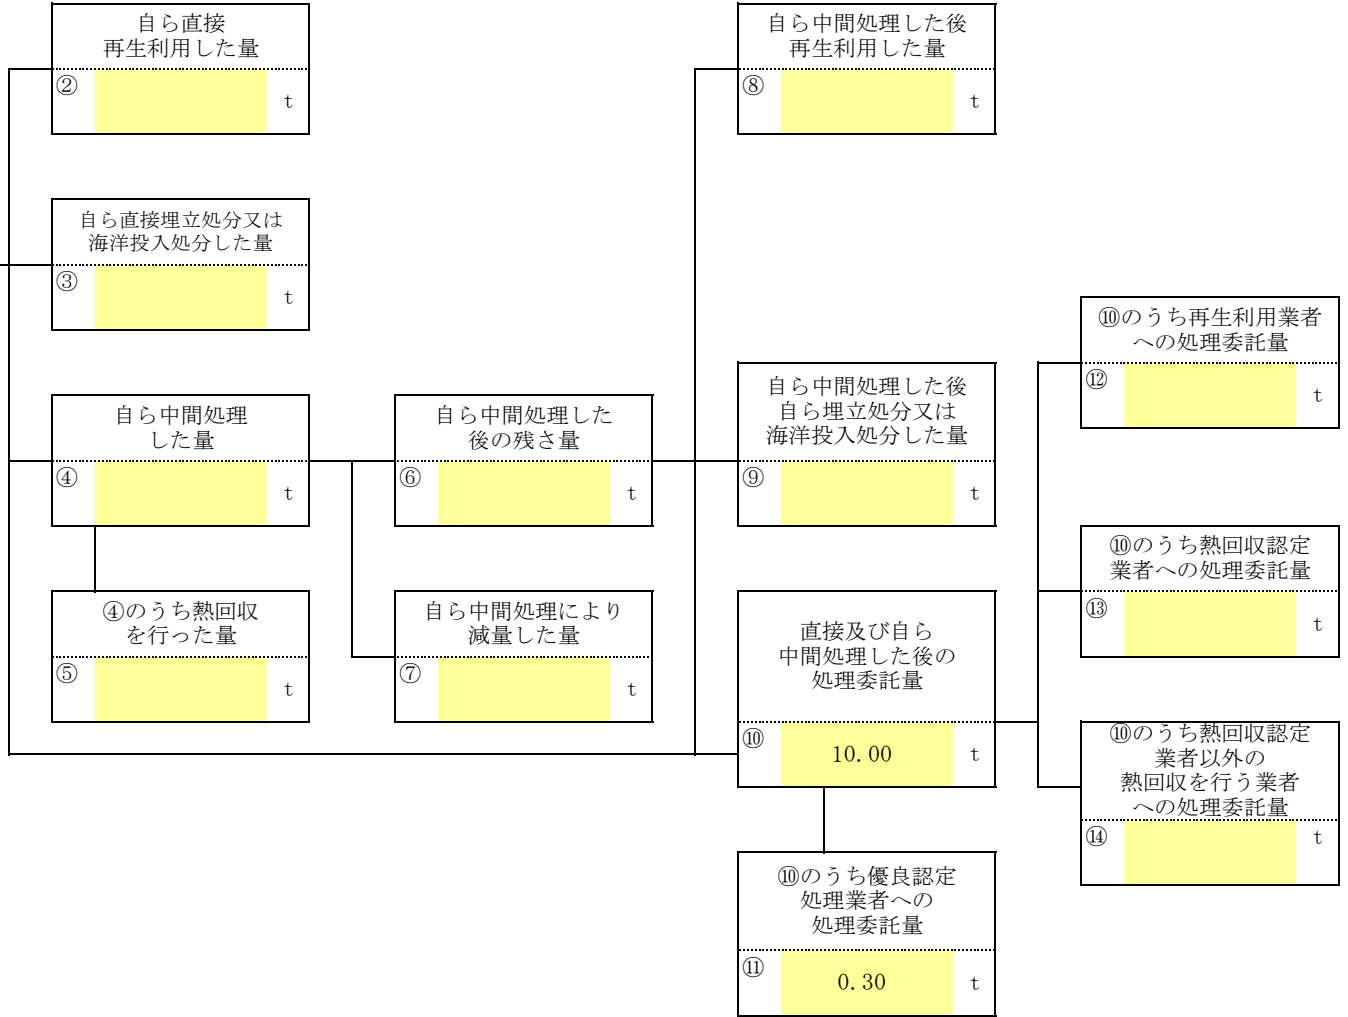 自ら直接
再生利用した量
②
t
自ら中間処理した後
再生利用した量
⑧
t
自ら直接埋立処分又は
海洋投入処分した量
③
t
⑩のうち再生利用業者
への処理委託量
⑫
t
自ら中間処理
した量
④
t
自ら中間処理した
後の残さ量
⑥
t
自ら中間処理した後
自ら埋立処分又は
海洋投入処分した量
⑨
t
⑩のうち熱回収認定
業者への処理委託量
⑬
t
④のうち熱回収
を行った量
⑤
t
自ら中間処理により
減量した量
⑦
t
直接及び自ら
中間処理した後の
処理委託量
⑩
10.00
t
⑩のうち熱回収認定
業者以外の
熱回収を行う業者
への処理委託量
⑭
t
⑩のうち優良認定
処理業者への
処理委託量
⑪
0.30
t